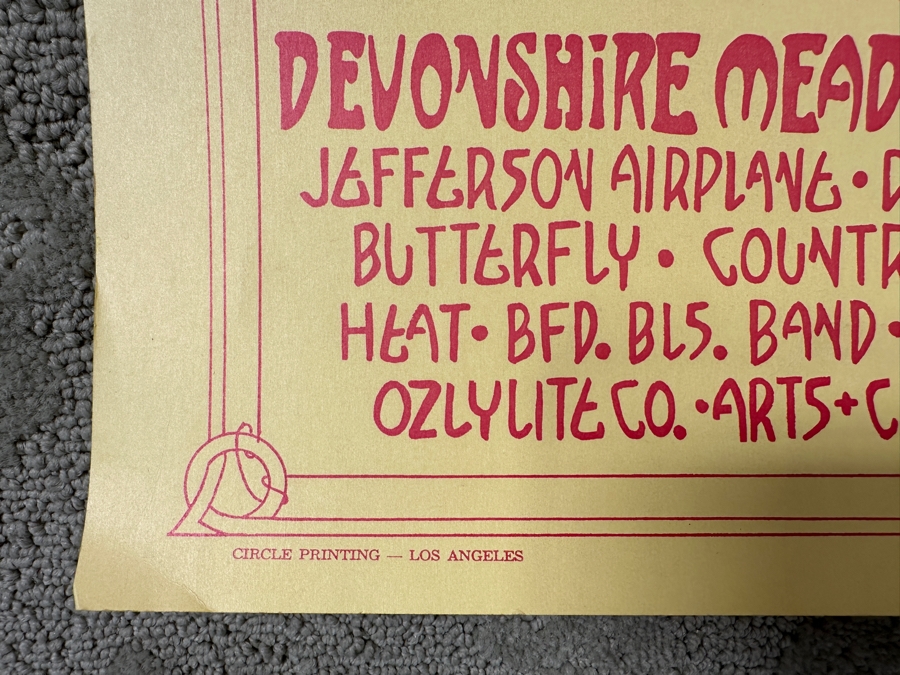 DEVONSHiRE MEAD
JEFFERSON AIRPLANE • D
BUTTERFLY • COUNTR
HEAT • BFD. BLS. BAND •
OZLYLITE CO. • ARTS + C
CIRCLE PRINTING — LOS ANGELES